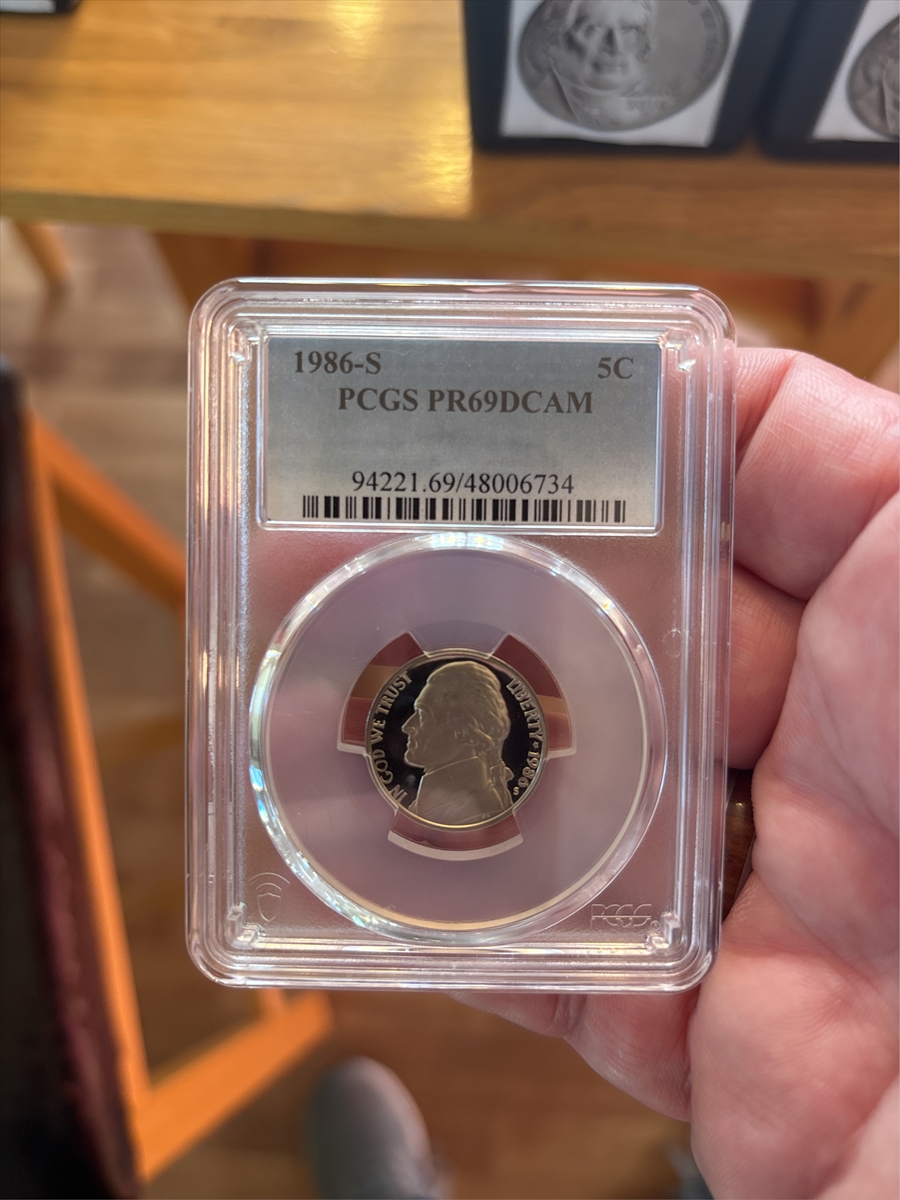 1986-S 5C
PCGS PR69DCAM
94221.69/48006734
IN GOD WE TRUST
LIBERTY * 1986
S
PCGS